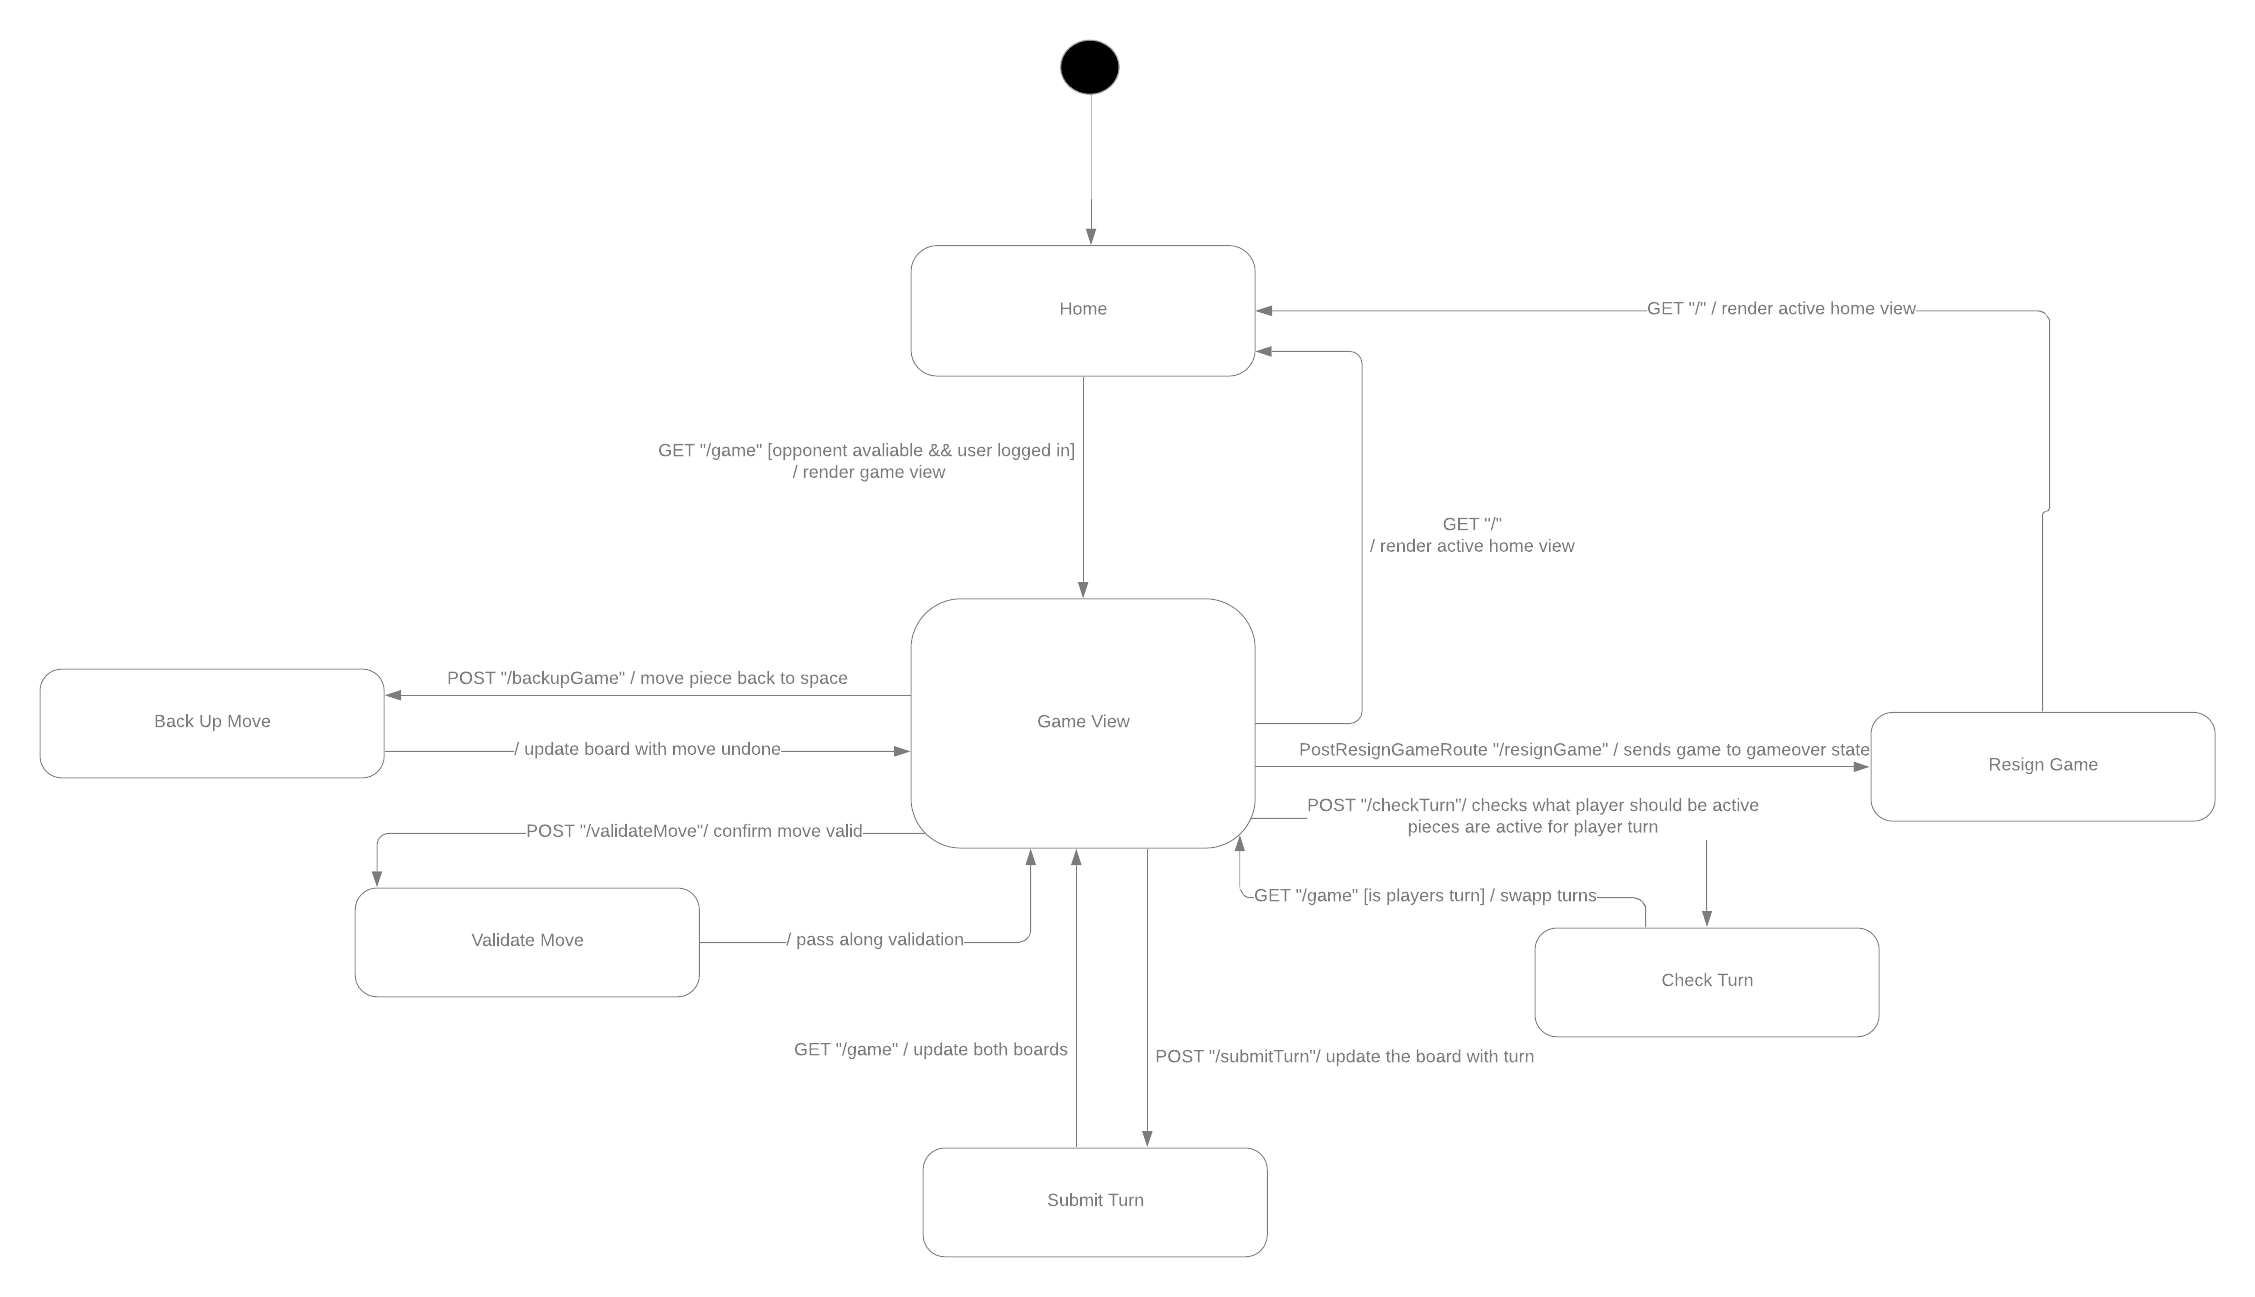 Home
GET "/" / render active home view
GET "/game" [opponent avaliable && user logged in]
/ render game view
GET "/"
/ render active home view
POST "/backupGame" / move piece back to space
Back Up Move
Game View
/ update board with move undone
PostResignGameRoute "/resignGame" / sends game to gameover state
Resign Game
POST "/checkTurn"/ checks what player should be active
pieces are active for player turn
POST "/validateMove"/ confirm move valid
GET "/game" [is players turn] / swapp turns
Validate Move
/ pass along validation
Check Turn
GET "/game" / update both boards
POST "/submitTurn"/ update the board with turn
Submit Turn